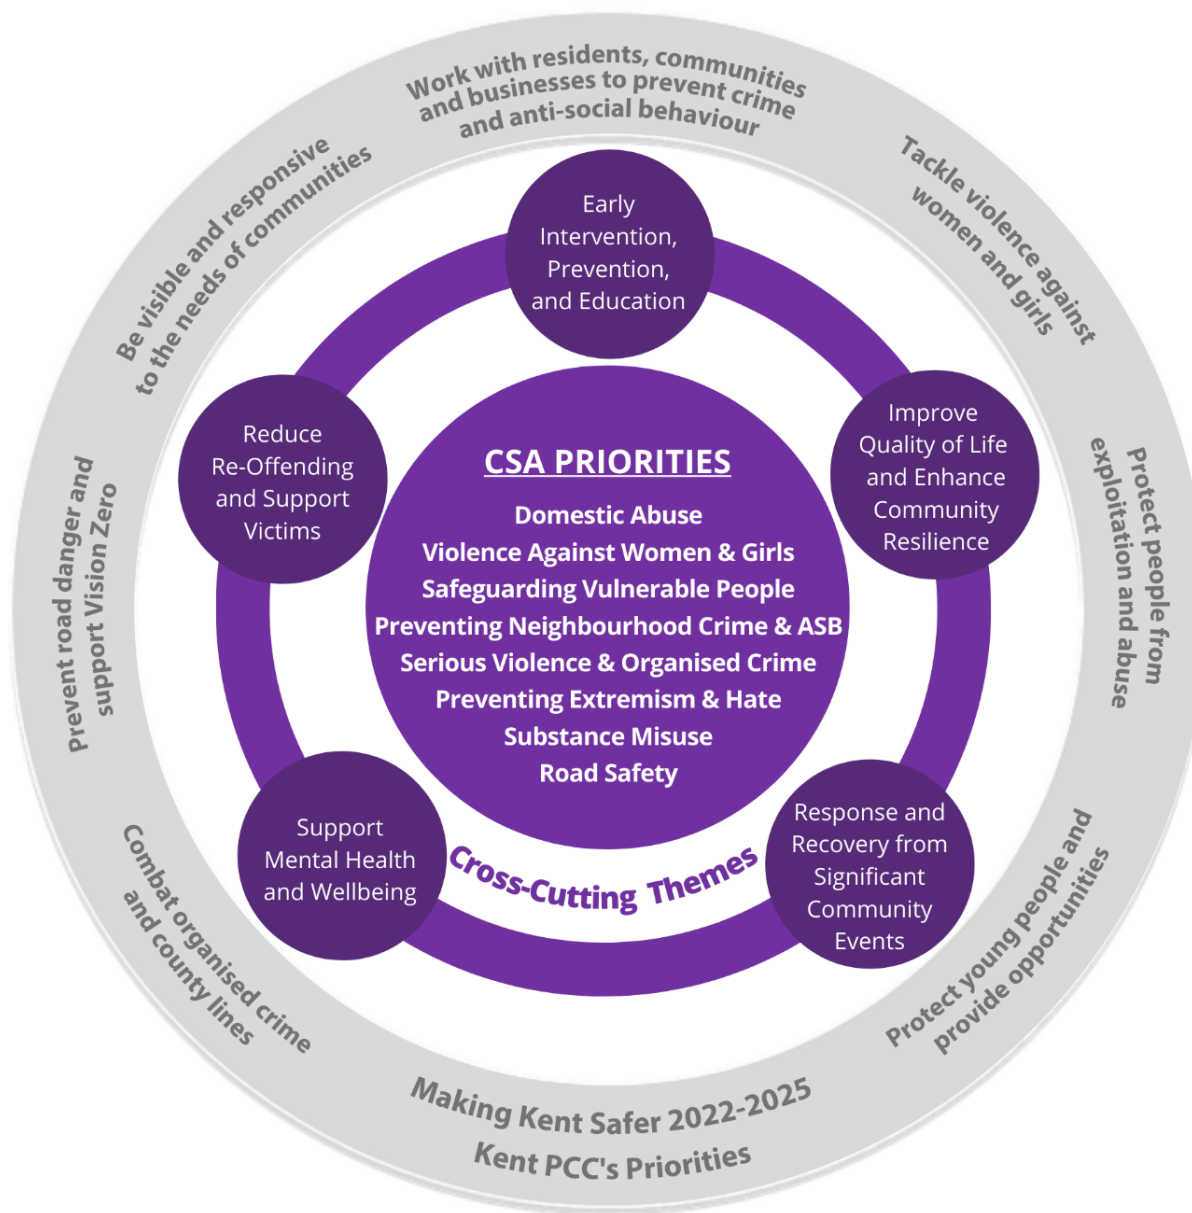 Work with residents, communities
and businesses to prevent crime
and anti-social behaviour
Tackle violence against
women and girls
Protect people from
exploitation and abuse
Protect young people and
provide opportunities
Making Kent Safer 2022-2025
Kent PCC's Priorities
Combat organised crime
and county lines
Prevent road danger and
support Vision Zero
Be visible and responsive
to the needs of communities
Early
Intervention,
Prevention,
and Education
Improve
Quality of Life
and Enhance
Community
Resilience
Response and
Recovery from
Significant
Community
Events
Support
Mental Health
and Wellbeing
Reduce
Re-Offending
and Support
Victims
Cross-Cutting Themes
CSA PRIORITIES
Domestic Abuse
Violence Against Women & Girls
Safeguarding Vulnerable People
Preventing Neighbourhood Crime & ASB
Serious Violence & Organised Crime
Preventing Extremism & Hate
Substance Misuse
Road Safety